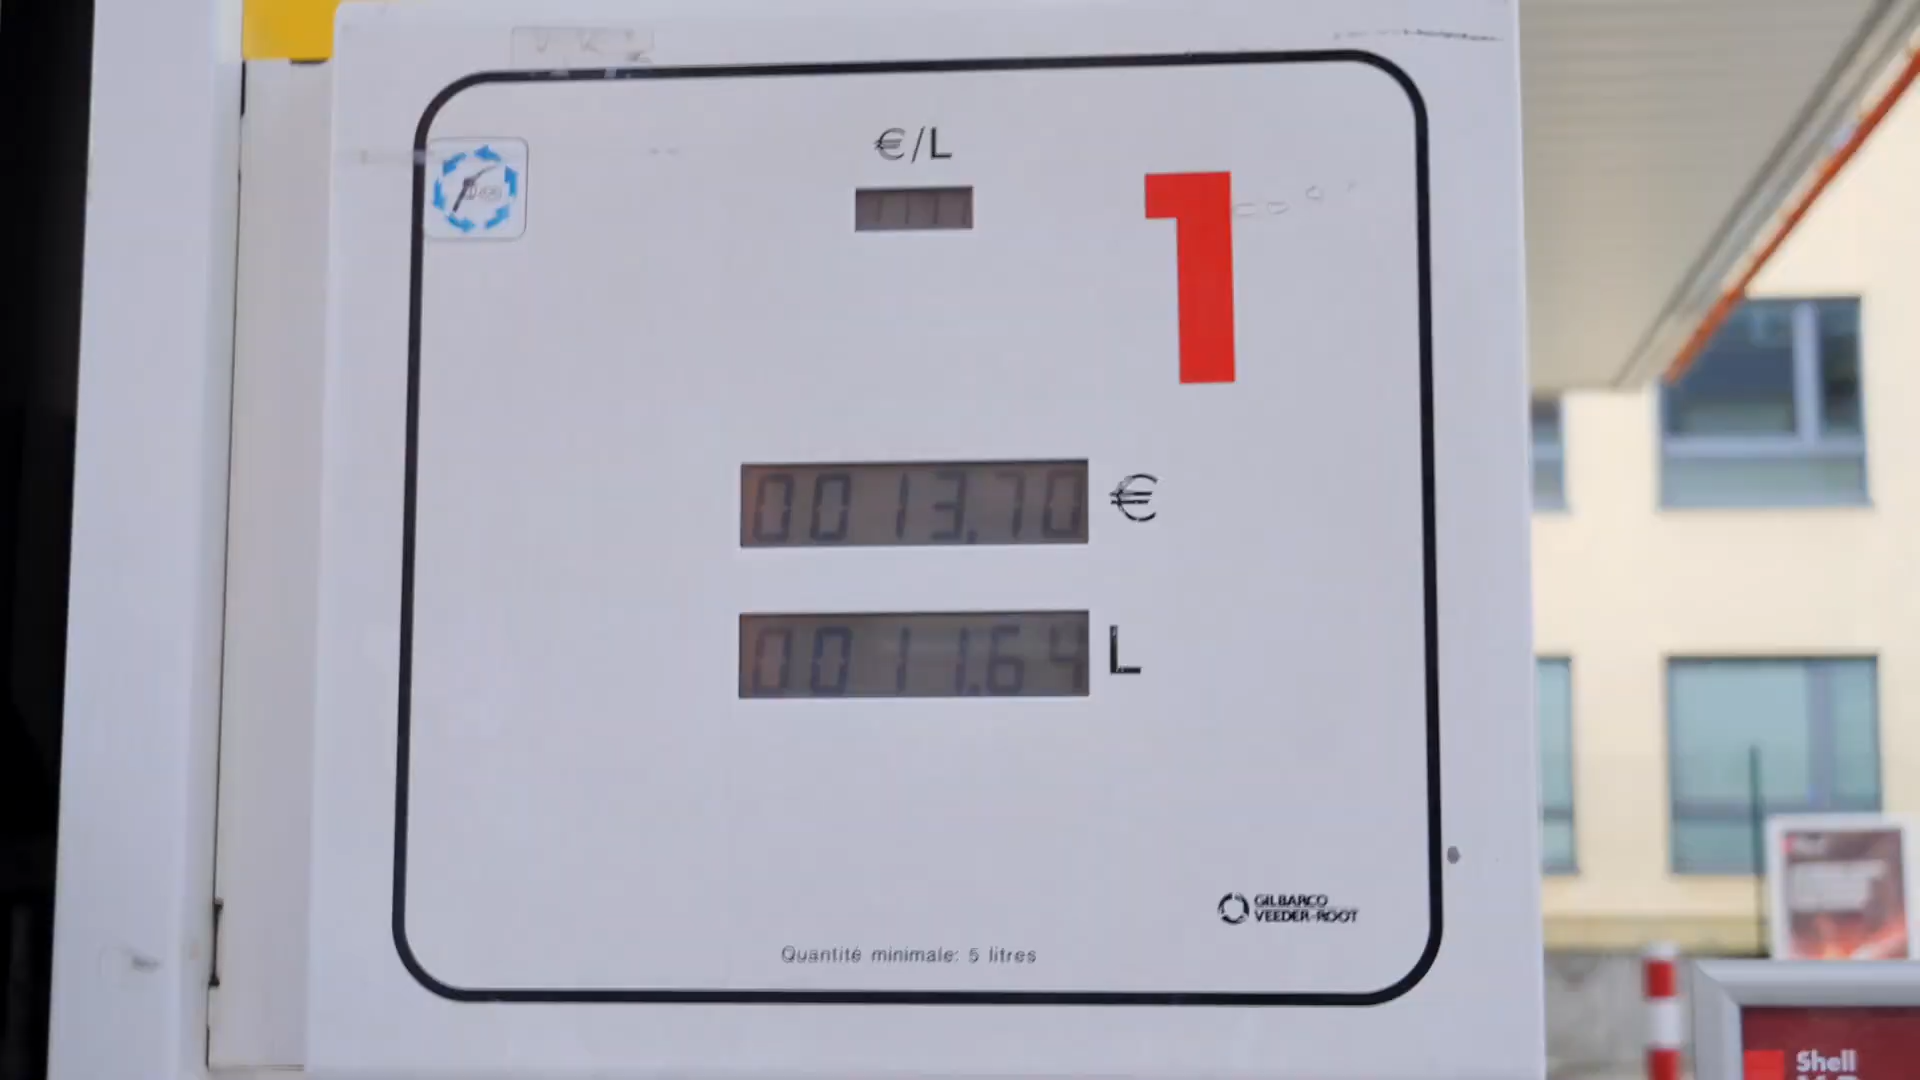 €/L
1
0013,70 €
0011,64 L
GILBARCO
VEEDER-ROOT
Quantité minimale: 5 litres
Shell